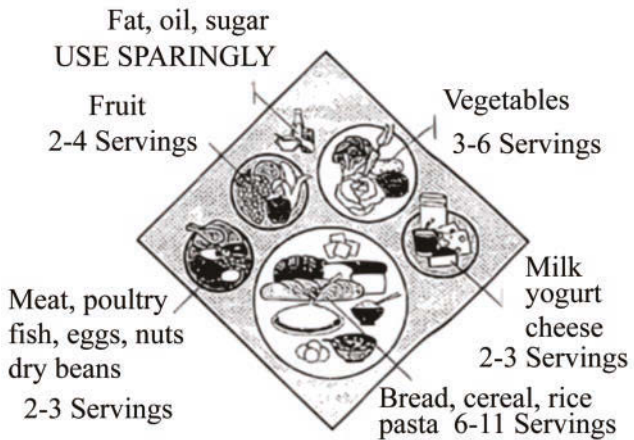 Fat, oil, sugar
USE SPARINGLY
Fruit
2-4 Servings
Vegetables
3-6 Servings
Meat, poultry
fish, eggs, nuts
dry beans
2-3 Servings
Milk
yogurt
cheese
2-3 Servings
Bread, cereal, rice
pasta 6-11 Servings